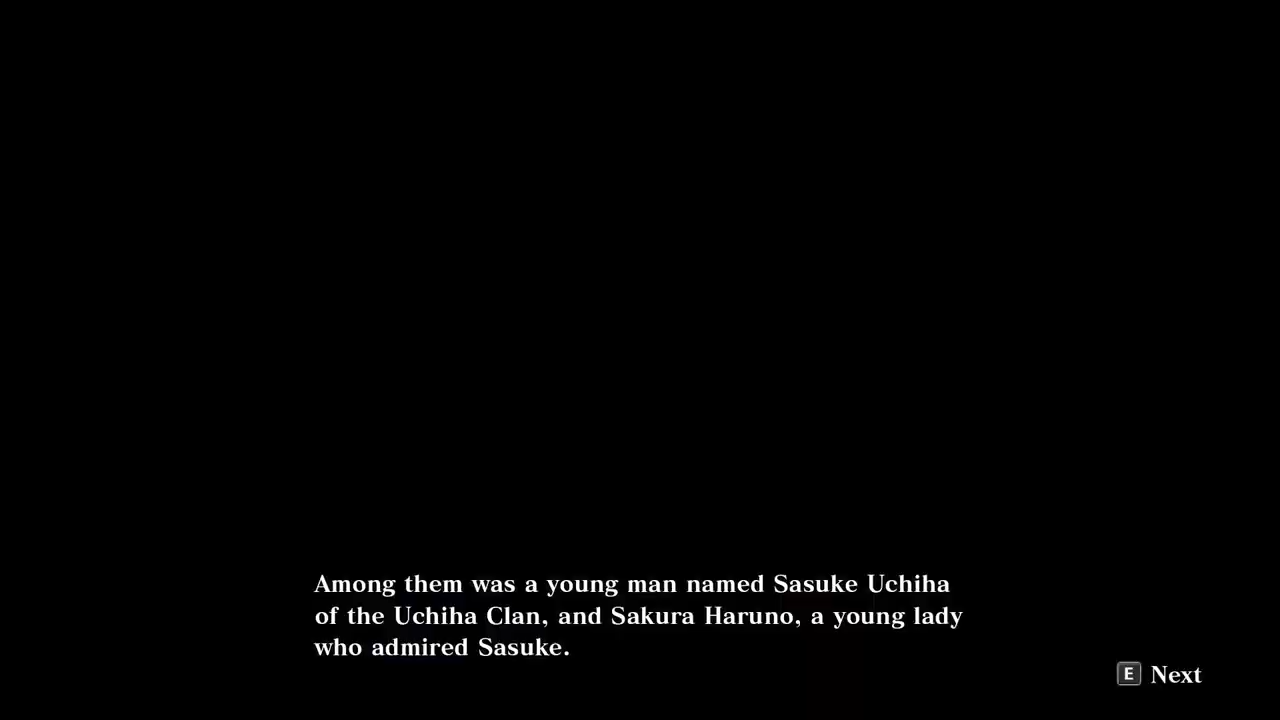 Among them was a young man named Sasuke Uchiha
of the Uchiha Clan, and Sakura Haruno, a young lady
who admired Sasuke.
E Next